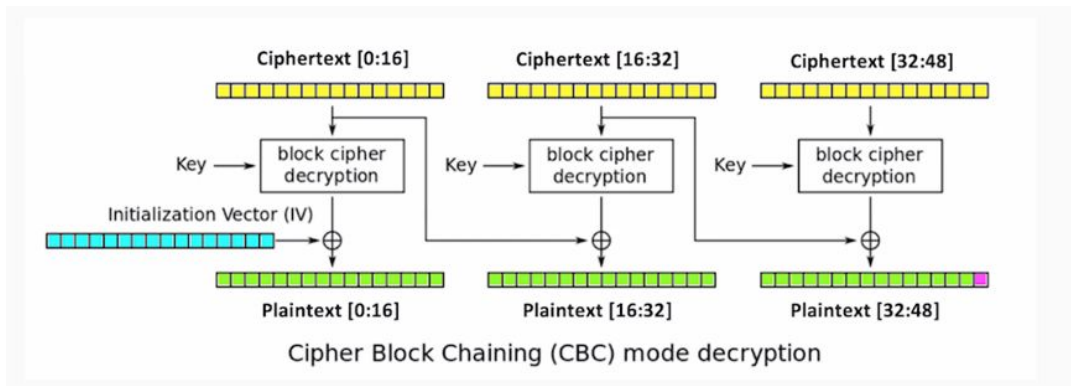 Ciphertext [0:16]
Ciphertext [16:32]
Ciphertext [32:48]
Key
block cipher
decryption
Key
block cipher
decryption
Key
block cipher
decryption
Initialization Vector (IV)
Plaintext [0:16]
Plaintext [16:32]
Plaintext [32:48]
Cipher Block Chaining (CBC) mode decryption